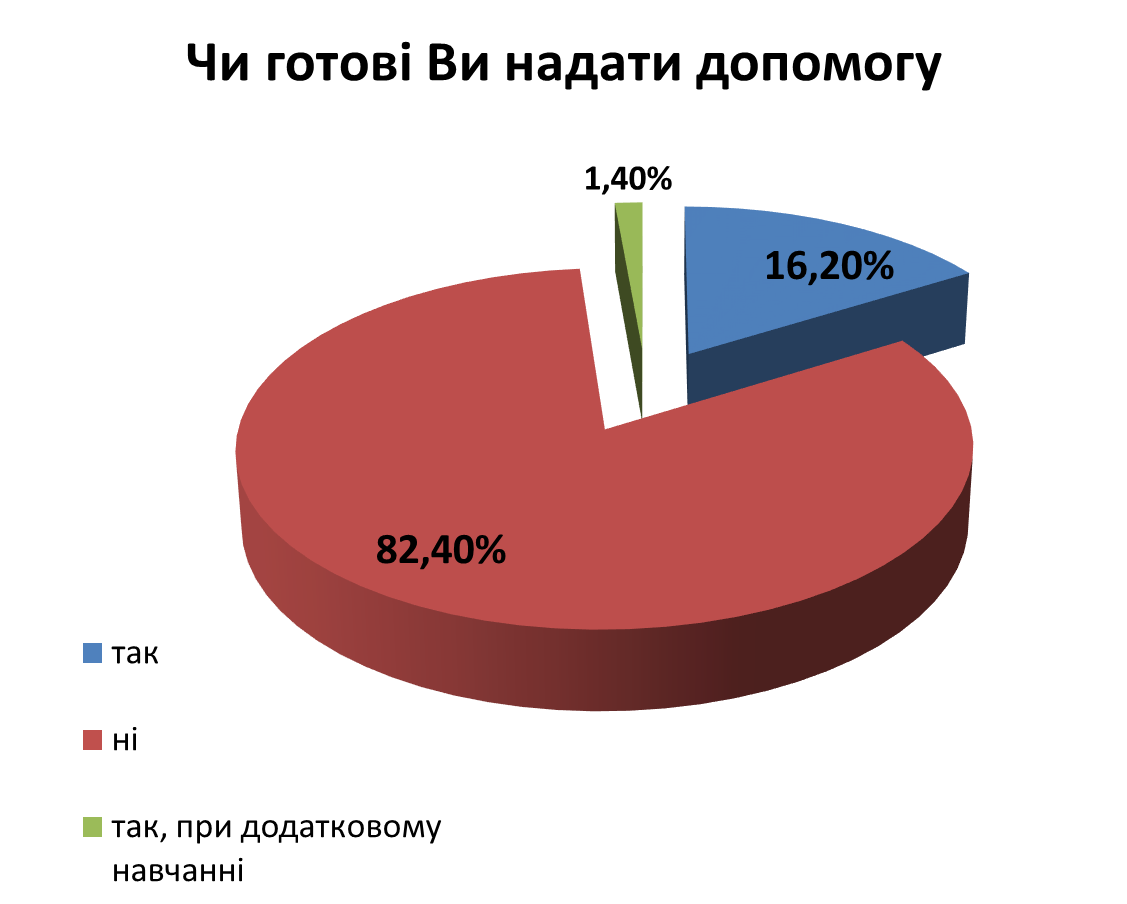 Чи готові Ви надати допомогу
1,40%
16,20%
82,40%
так
ні
так, при додатковому
навчанні